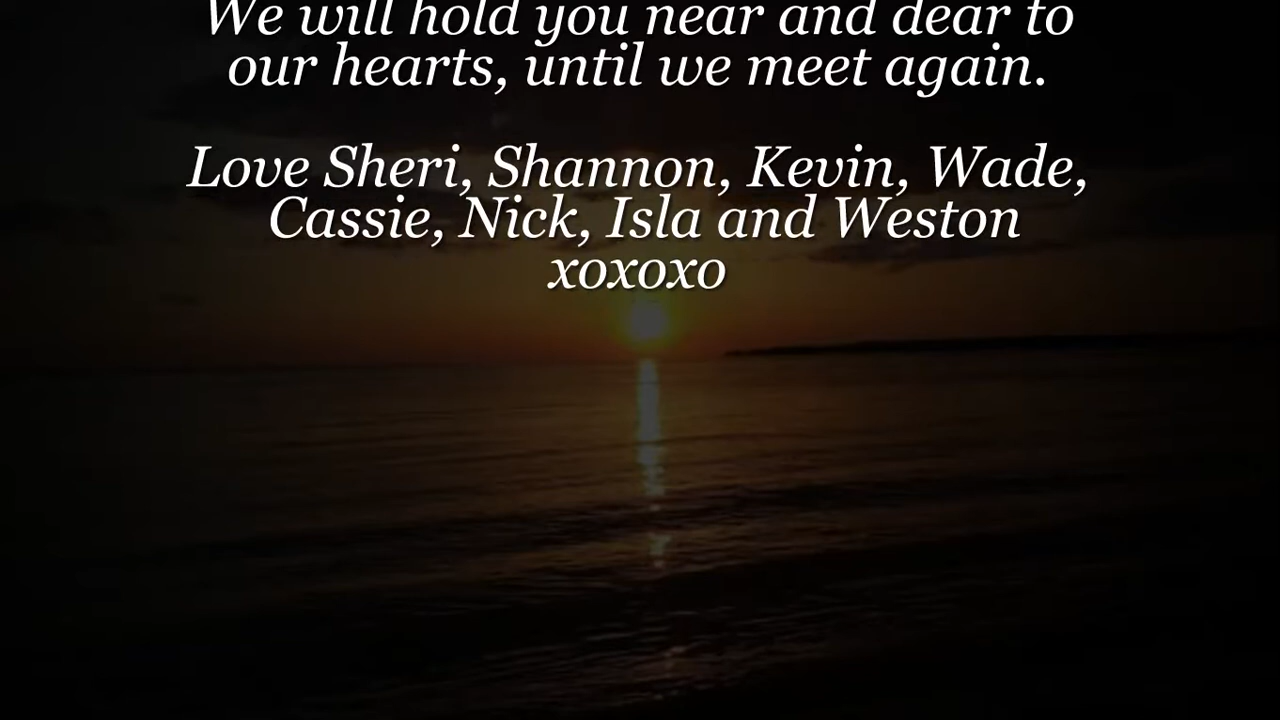 We will hold you near and dear to
our hearts, until we meet again.
Love Sheri, Shannon, Kevin, Wade,
Cassie, Nick, Isla and Weston
xoxoxo